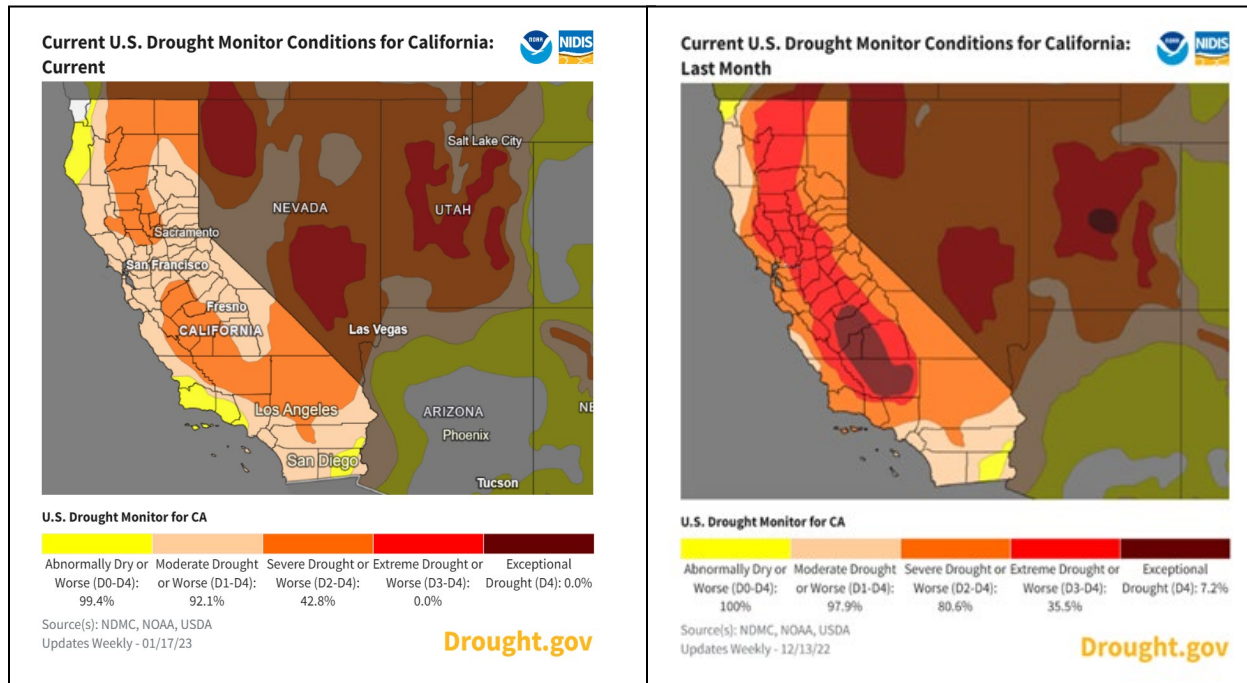 Current U.S. Drought Monitor Conditions for California:
Current
NOAA
NIDIS
Salt Lake City
NEVADA
UTAH
Sacramento
San Francisco
Fresno
CALIFORNIA
Las Vegas
Los Angeles
ARIZONA
NE
Phoenix
San Diego
Tucson
U.S. Drought Monitor for CA
Abnormally Dry or
Worse (D0-D4):
99.4%
Moderate Drought
or Worse (D1-D4):
92.1%
Severe Drought or
Worse (D2-D4):
42.8%
Extreme Drought or
Worse (D3-D4):
0.0%
Exceptional
Drought (D4): 0.0%
Source(s): NDMC, NOAA, USDA
Updates Weekly - 01/17/23
Drought.gov
Current U.S. Drought Monitor Conditions for California:
Last Month
NOAA
NIDIS
U.S. Drought Monitor for CA
Abnormally Dry or
Worse (D0-D4):
100%
Moderate Drought
or Worse (D1-D4):
97.9%
Severe Drought or
Worse (D2-D4):
80.6%
Extreme Drought or
Worse (D3-D4):
35.5%
Exceptional
Drought (D4): 7.2%
Source(s): NDMC, NOAA, USDA
Updates Weekly - 12/13/22
Drought.gov